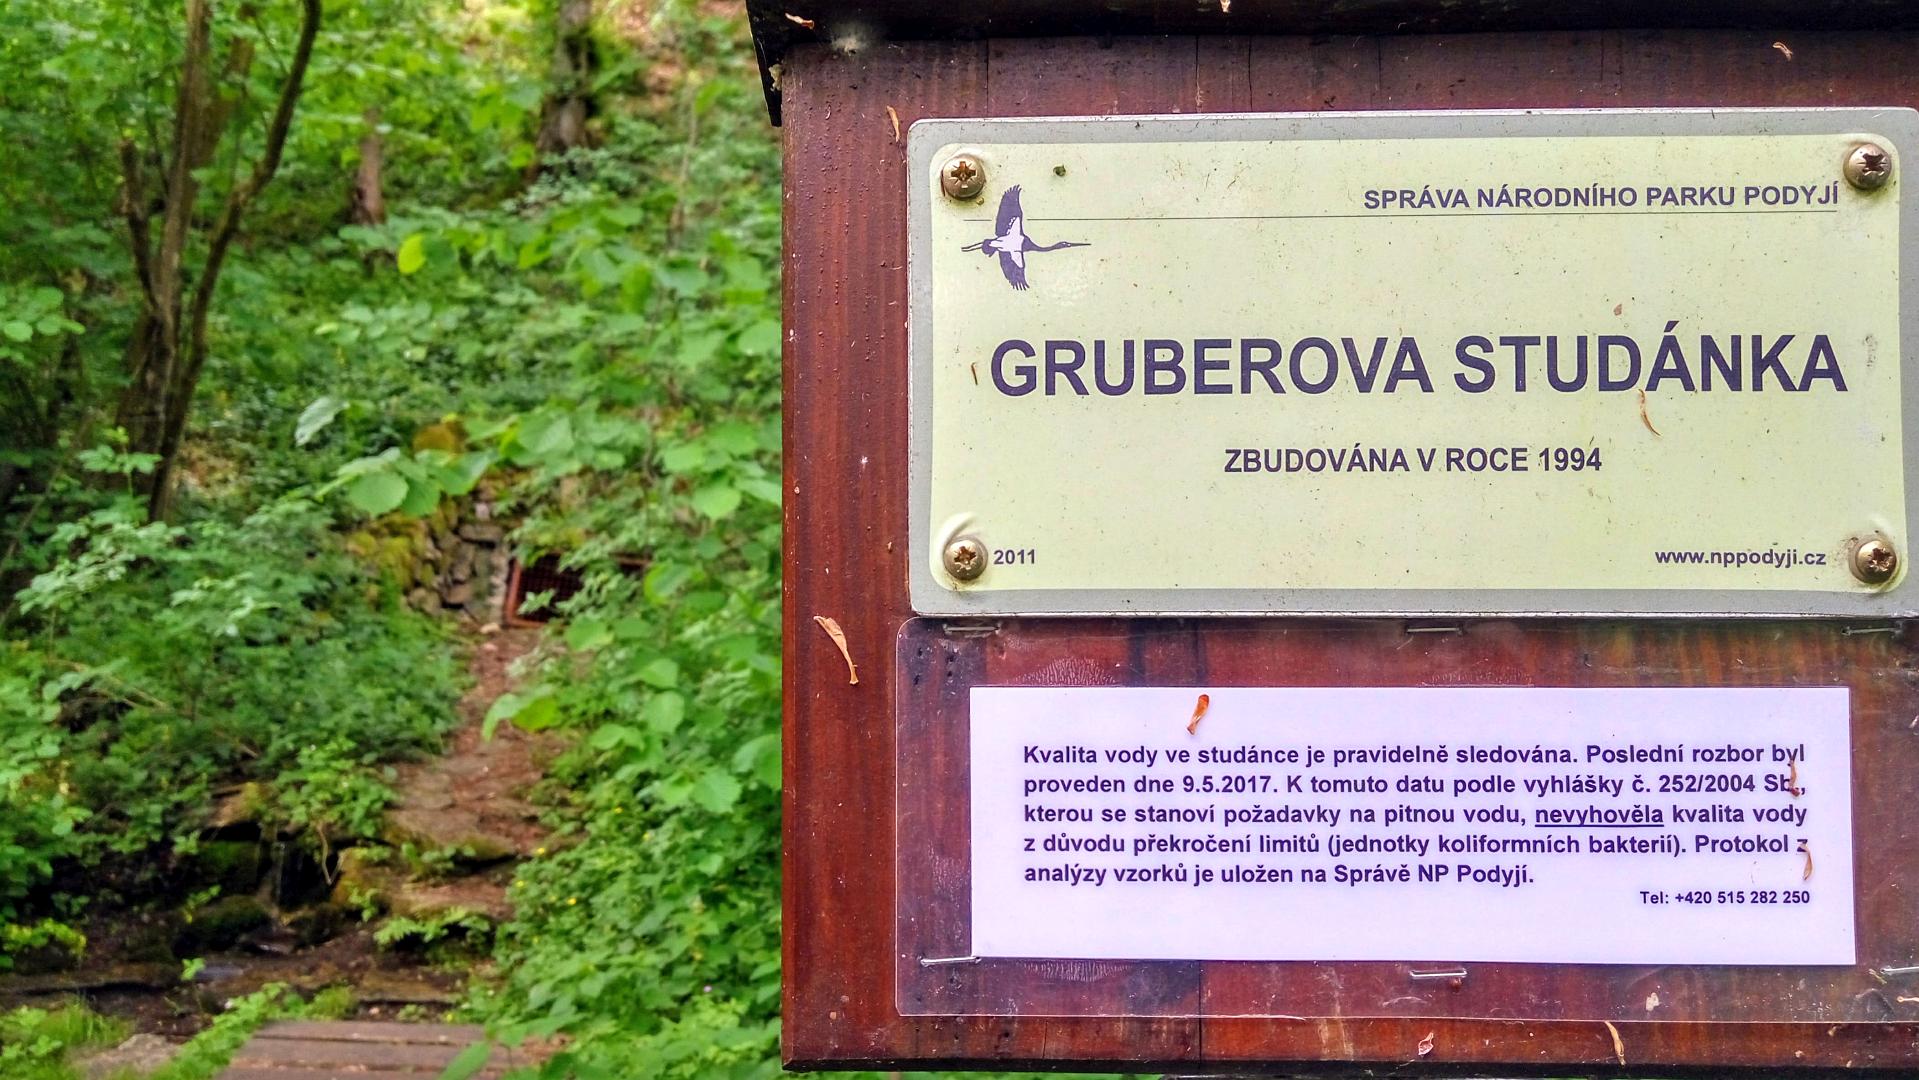 SPRÁVA NÁRODNÍHO PARKU PODYJÍ
GRUBEROVA STUDÁNKA
ZBUDOVÁNA V ROCE 1994
2011
www.nppodyji.cz
Kvalita vody ve studánce je pravidelně sledována. Poslední rozbor byl
proveden dne 9.5.2017. K tomuto datu podle vyhlášky č. 252/2004 Sb.,
kterou se stanoví požadavky na pitnou vodu, nevyhověla kvalita vody
z důvodu překročení limitů (jednotky koliformních bakterií). Protokol z
analýzy vzorků je uložen na Správě NP Podyjí.
Tel: +420 515 282 250